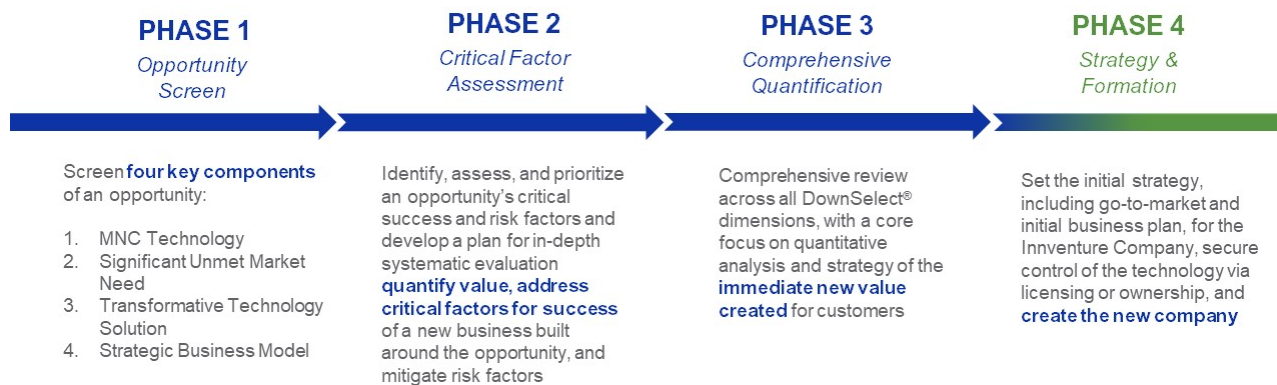 PHASE 1
Opportunity
Screen
Screen four key components
of an opportunity:
1. MNC Technology
2. Significant Unmet Market
Need
3. Transformative Technology
Solution
4. Strategic Business Model
PHASE 2
Critical Factor
Assessment
Identify, assess, and prioritize
an opportunity's critical
success and risk factors and
develop a plan for in-depth
systematic evaluation
quantify value, address
critical factors for success
of a new business built
around the opportunity, and
mitigate risk factors
PHASE 3
Comprehensive
Quantification
Comprehensive review
across all DownSelect®
dimensions, with a core
focus on quantitative
analysis and strategy of the
immediate new value
created for customers
PHASE 4
Strategy &
Formation
Set the initial strategy,
including go-to-market and
initial business plan, for the
Innventure Company, secure
control of the technology via
licensing or ownership, and
create the new company